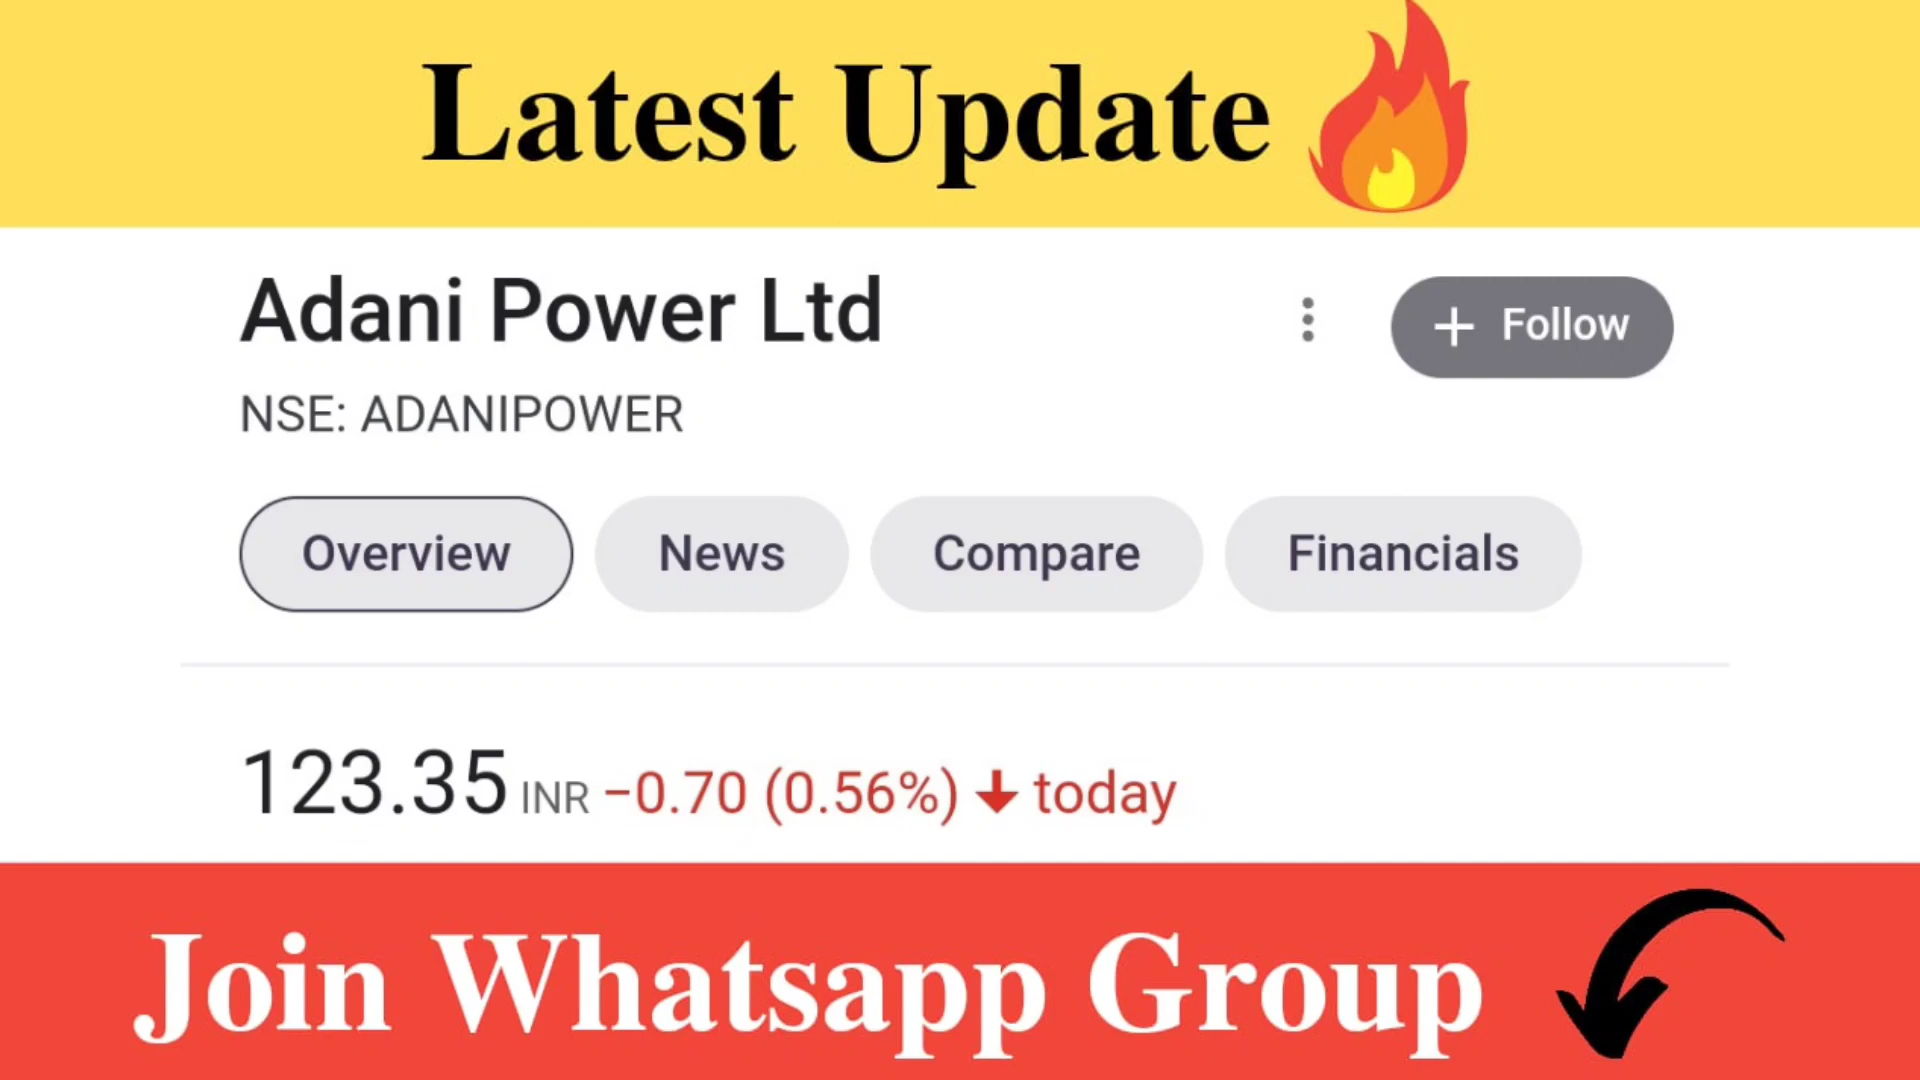 Latest Update
Adani Power Ltd
+ Follow
NSE: ADANIPOWER
Overview News Compare Financials
123.35 INR −0.70 (0.56%) ↓ today
Join Whatsapp Group